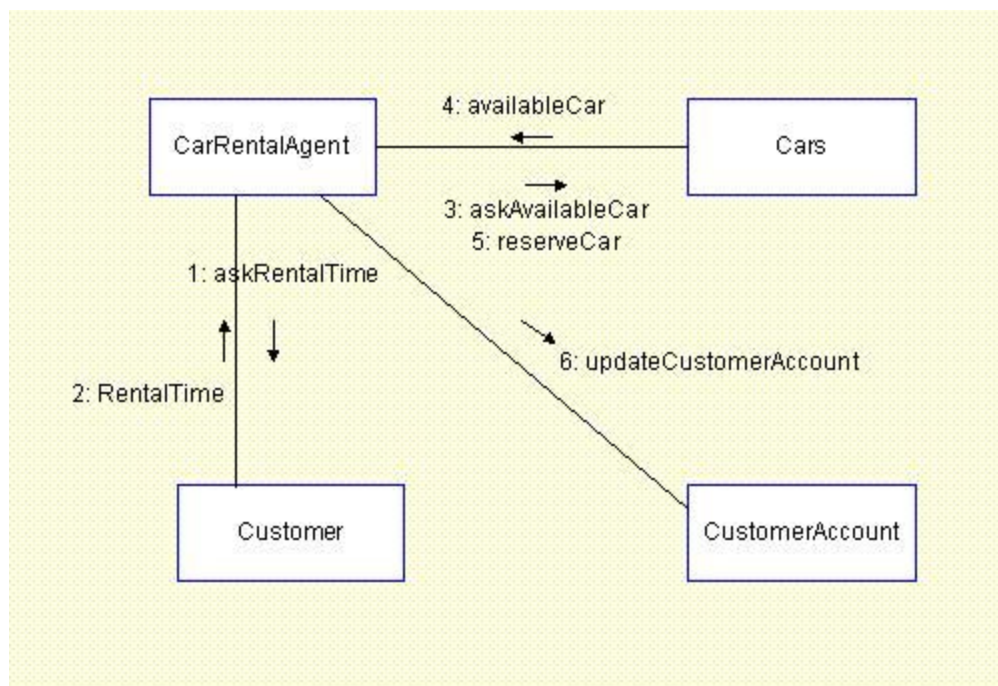 4: availableCar
CarRentalAgent
Cars
3: askAvailableCar
5: reserveCar
1: askRentalTime
6: updateCustomerAccount
2: RentalTime
Customer
CustomerAccount